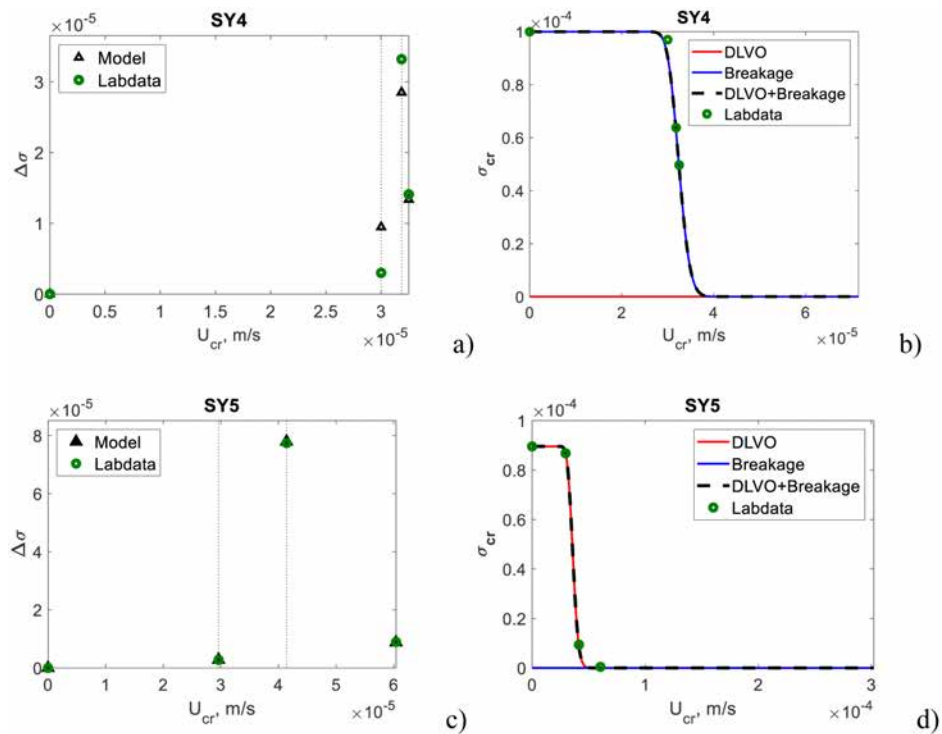 SY4
×10⁻⁵
Model
Labdata
3
2
1
0
Δσ
0 0.5 1 1.5 2 2.5 3
U_cr, m/s
×10⁻⁵
a)
SY4
×10⁻⁴
DLVO
Breakage
DLVO+Breakage
Labdata
1
0.8
0.6
0.4
0.2
0
σ_cr
0 2 4 6
U_cr, m/s
×10⁻⁵
b)
SY5
×10⁻⁵
Model
Labdata
8
6
4
2
0
Δσ
0 1 2 3 4 5 6
U_cr, m/s
×10⁻⁵
c)
SY5
×10⁻⁴
DLVO
Breakage
DLVO+Breakage
Labdata
1
0.8
0.6
0.4
0.2
0
σ_cr
0 1 2 3
U_cr, m/s
×10⁻⁴
d)